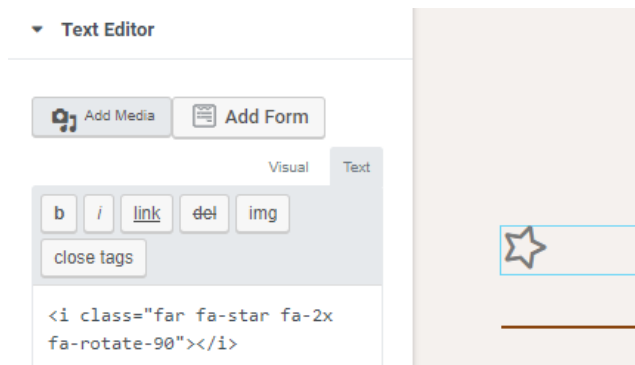 Text Editor
Add Media Add Form
Visual Text
b i link del img
close tags
<i class="far fa-star fa-2x
fa-rotate-90"></i>